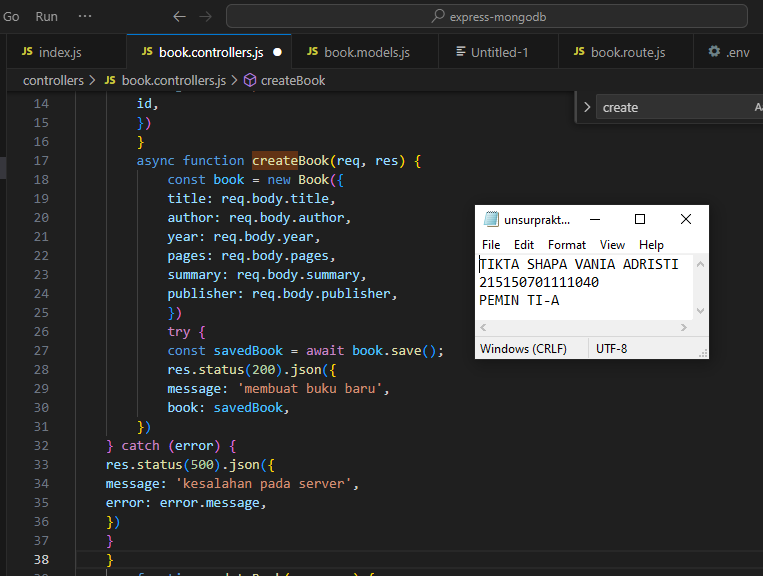 Go Run ··· express-mongodb
JS index.js JS book.controllers.js JS book.models.js Untitled-1 JS book.route.js .env
controllers > JS book.controllers.js > createBook
create
14 id,
15 })
16 }
17 async function createBook(req, res) {
18 const book = new Book({
19 title: req.body.title,
20 author: req.body.author,
21 year: req.body.year,
22 pages: req.body.pages,
23 summary: req.body.summary,
24 publisher: req.body.publisher,
25 })
26 try {
27 const savedBook = await book.save();
28 res.status(200).json({
29 message: 'membuat buku baru',
30 book: savedBook,
31 })
32 } catch (error) {
33 res.status(500).json({
34 message: 'kesalahan pada server',
35 error: error.message,
36 })
37 }
38 }
unsurprakt...
File Edit Format View Help
TIKTA SHAPA VANIA ADRISTI
215150701111040
PEMIN TI-A
Windows (CRLF) UTF-8